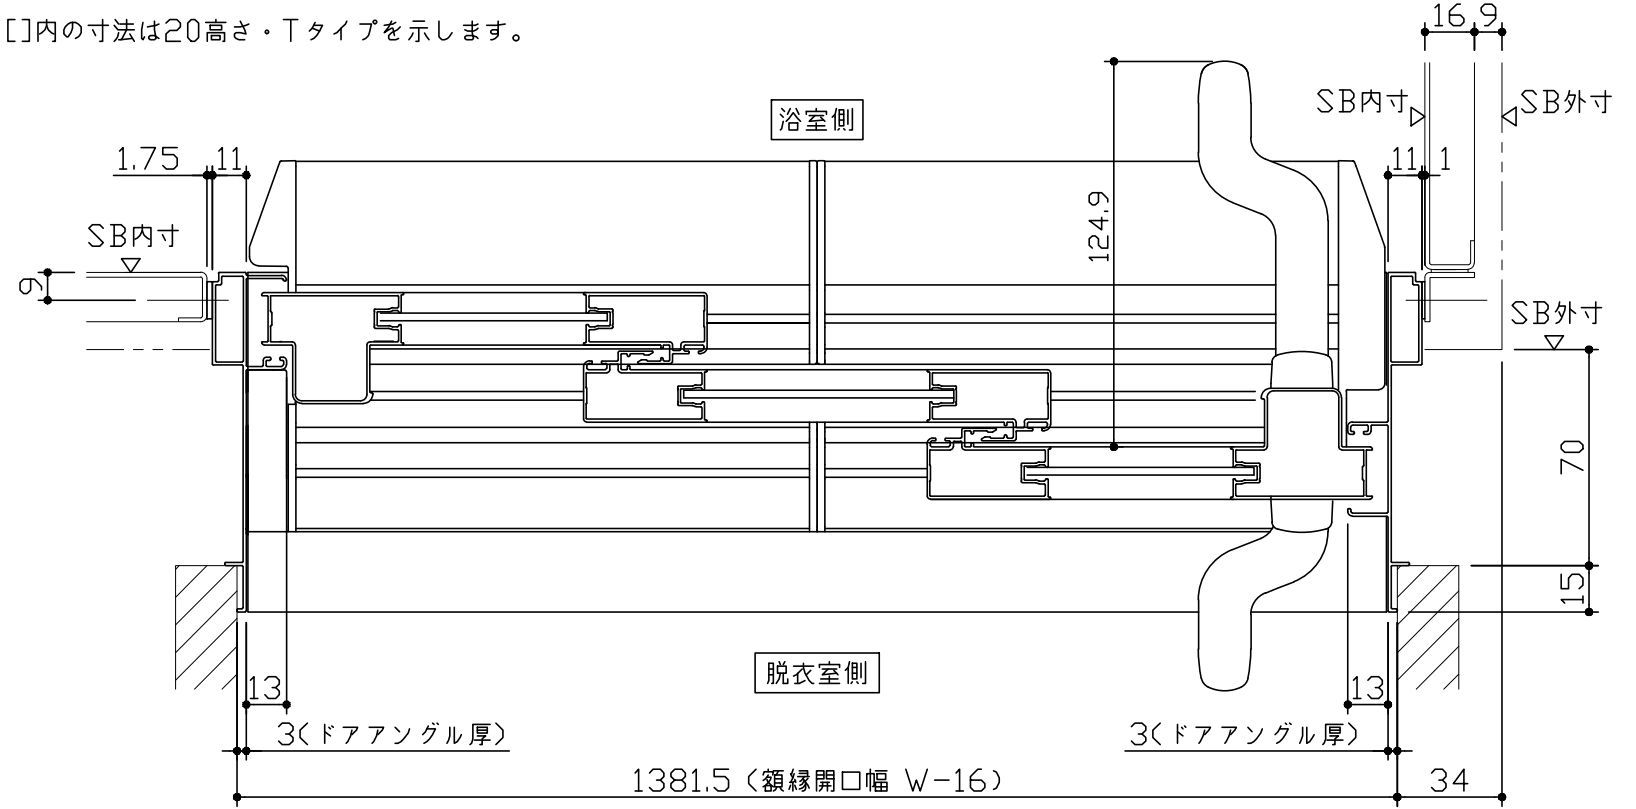 []内の寸法は20高さ・Tタイプを示します。
16 9
SB内寸
SB外寸
浴室側
1.75 11
11 1
124.9
SB内寸
9
SB外寸
70
15
脱衣室側
13
13
3(ドアアングル厚)
3(ドアアングル厚)
1381.5 (額縁開口幅 W-16)
34